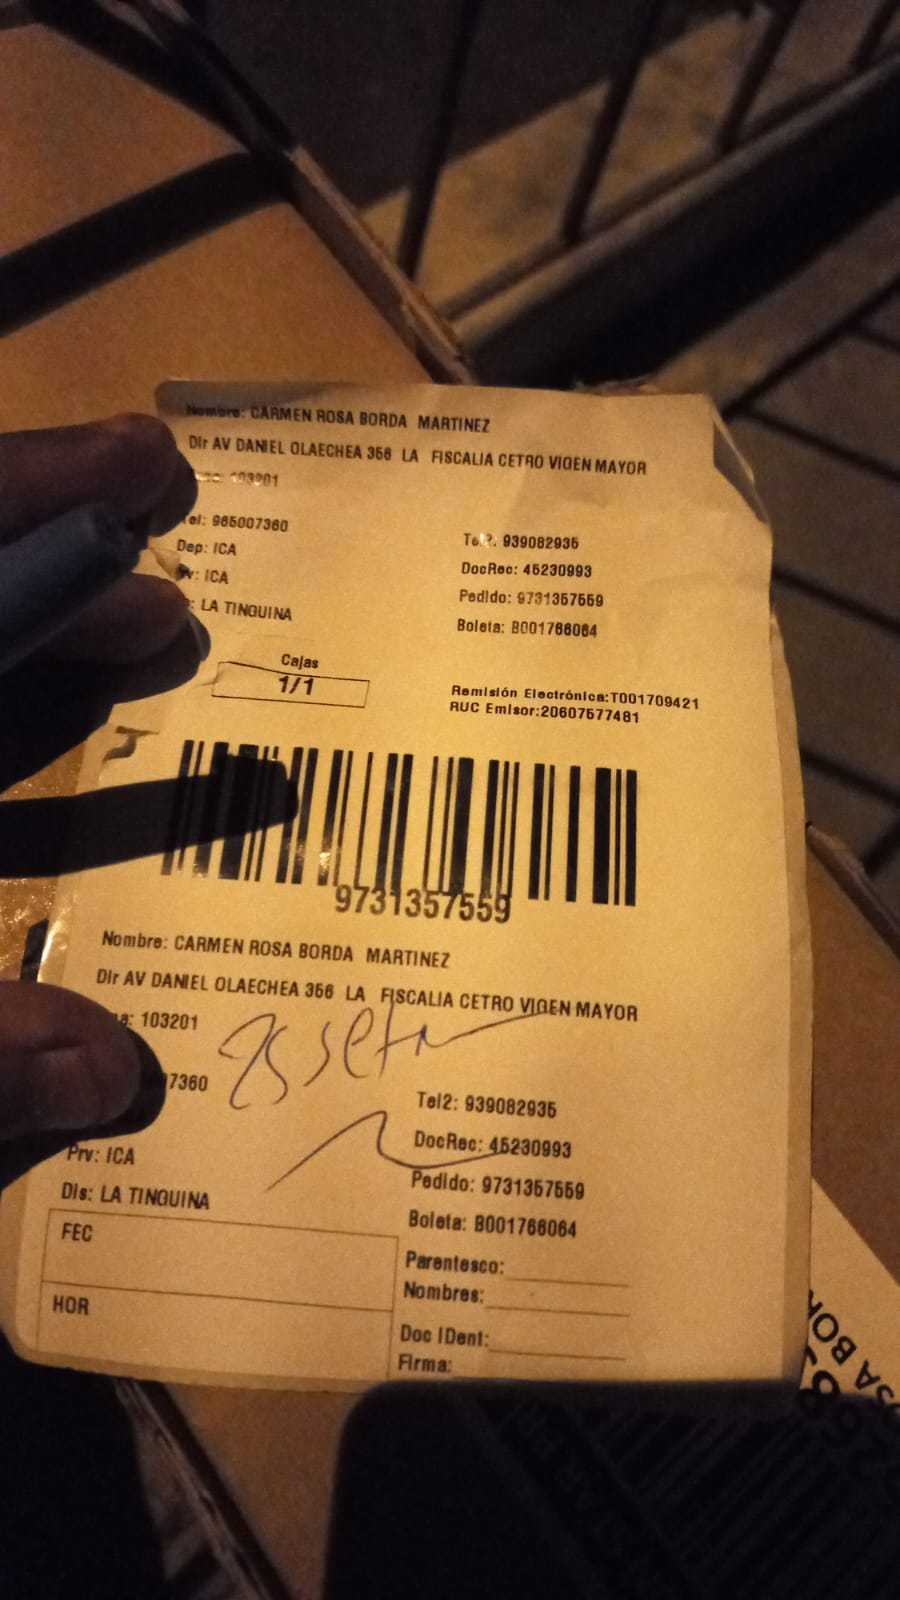 Nombre: CARMEN ROSA BORDA MARTINEZ
Dir AV DANIEL OLAECHEA 356 LA FISCALIA CETRO VIGEN MAYOR
103201
Tel: 965007360
Tel2: 939082935
Dep: ICA
DocRec: 45230993
ICA
Pedido: 9731357559
LA TINGUINA
Boleta: B001766064
Cajas
1/1
Remisión Electrónica:T001709421
RUC Emisor:20607577481
9731357559
Nombre: CARMEN ROSA BORDA MARTINEZ
Dir AV DANIEL OLAECHEA 356 LA FISCALIA CETRO VIGEN MAYOR
103201
7360
Tel2: 939082935
DocRec: 45230993
Prv: ICA
Pedido: 9731357559
Dis: LA TINGUINA
Boleta: B001766064
FEC
Parentesco:
Nombres:
HOR
Doc IDent:
Firma: